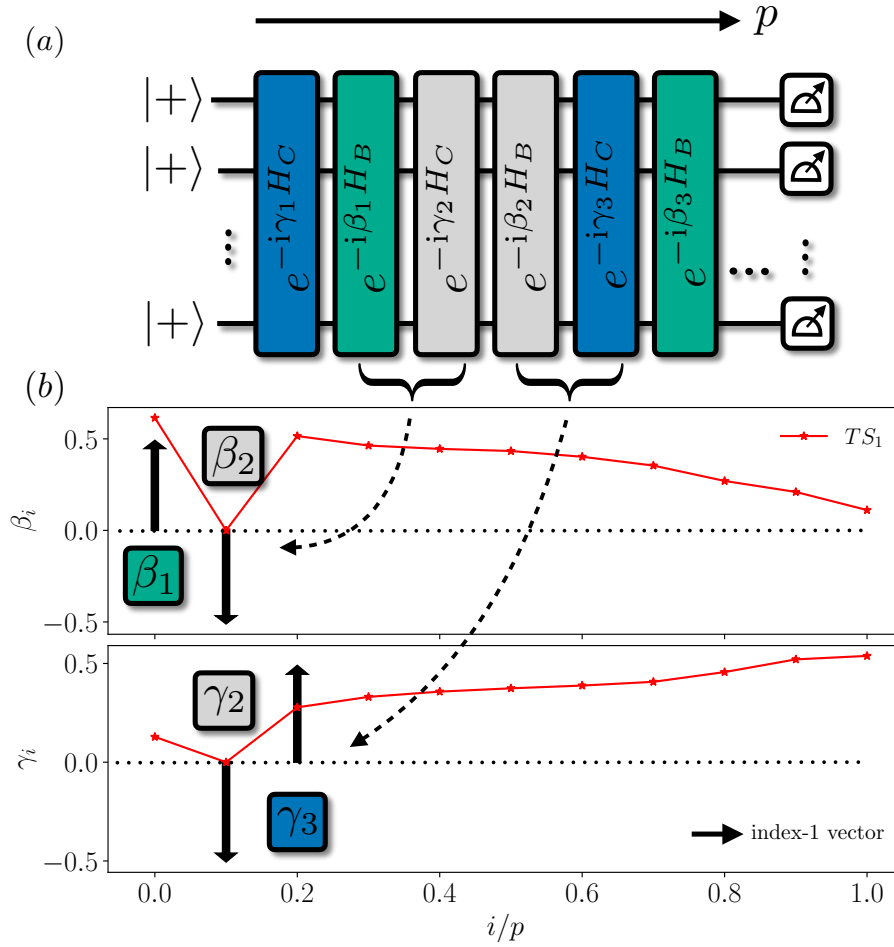 (a)
p
|+⟩
|+⟩
|+⟩
e^{−iγ_1 H_C}
e^{−iβ_1 H_B}
e^{−iγ_2 H_C}
e^{−iβ_2 H_B}
e^{−iγ_3 H_C}
e^{−iβ_3 H_B}
(b)
0.5
0.0
−0.5
β_i
β_1
β_2
TS_1
0.5
0.0
−0.5
γ_i
γ_2
γ_3
index-1 vector
0.0 0.2 0.4 0.6 0.8 1.0
i/p